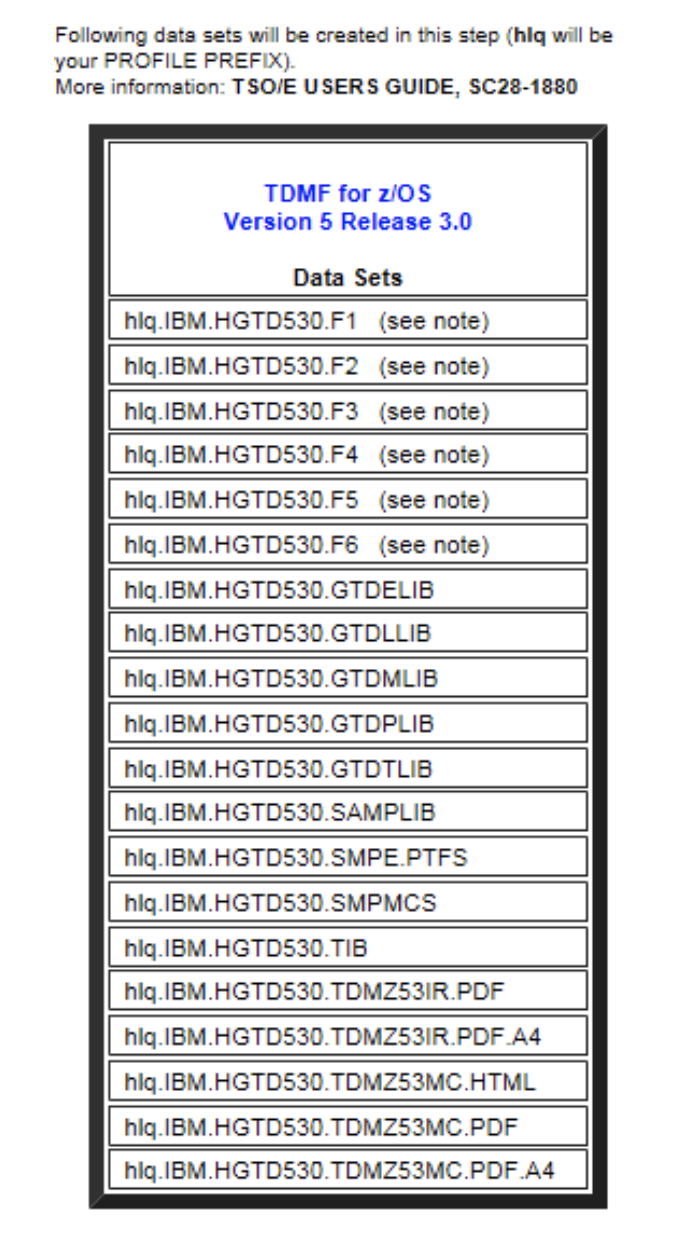 Following data sets will be created in this step (hlq will be
your PROFILE PREFIX).
More information: TSO/E USERS GUIDE, SC28-1880
TDMF for z/OS
Version 5 Release 3.0
Data Sets
hlq.IBM.HGTD530.F1 (see note)
hlq.IBM.HGTD530.F2 (see note)
hlq.IBM.HGTD530.F3 (see note)
hlq.IBM.HGTD530.F4 (see note)
hlq.IBM.HGTD530.F5 (see note)
hlq.IBM.HGTD530.F6 (see note)
hlq.IBM.HGTD530.GTDELIB
hlq.IBM.HGTD530.GTDLLIB
hlq.IBM.HGTD530.GTDMLIB
hlq.IBM.HGTD530.GTDPLIB
hlq.IBM.HGTD530.GTDTLIB
hlq.IBM.HGTD530.SAMPLIB
hlq.IBM.HGTD530.SMPE.PTFS
hlq.IBM.HGTD530.SMPMCS
hlq.IBM.HGTD530.TIB
hlq.IBM.HGTD530.TDMZ53IR.PDF
hlq.IBM.HGTD530.TDMZ53IR.PDF.A4
hlq.IBM.HGTD530.TDMZ53MC.HTML
hlq.IBM.HGTD530.TDMZ53MC.PDF
hlq.IBM.HGTD530.TDMZ53MC.PDF.A4